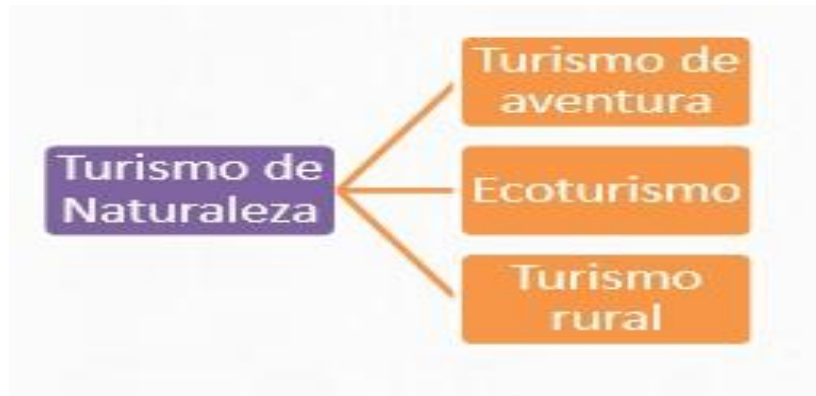 Turismo de
Naturaleza
Turismo de
aventura
Ecoturismo
Turismo
rural